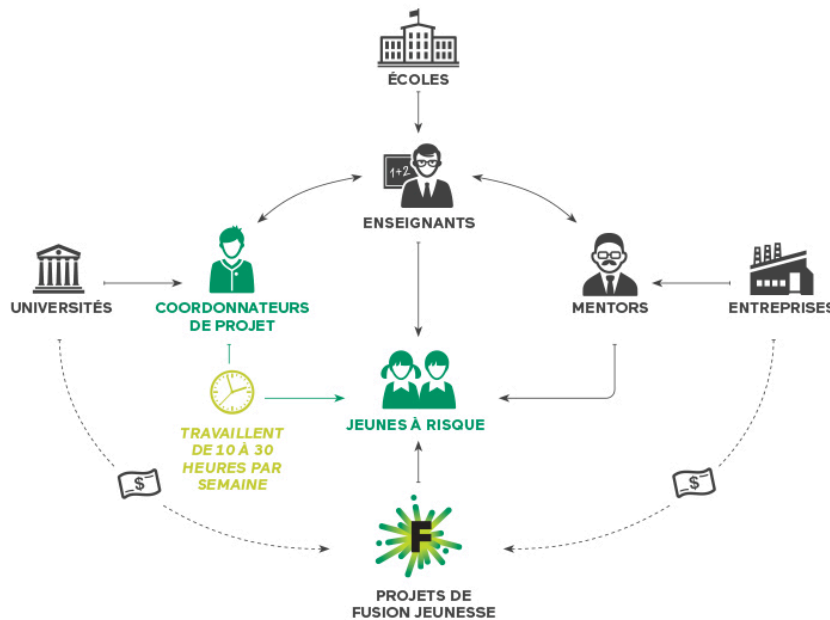 ÉCOLES
1+2
ENSEIGNANTS
UNIVERSITÉS
COORDONNATEURS
DE PROJET
MENTORS
ENTREPRISES
TRAVAILLENT
DE 10 À 30
HEURES PAR
SEMAINE
JEUNES À RISQUE
$
$
F
PROJETS DE
FUSION JEUNESSE